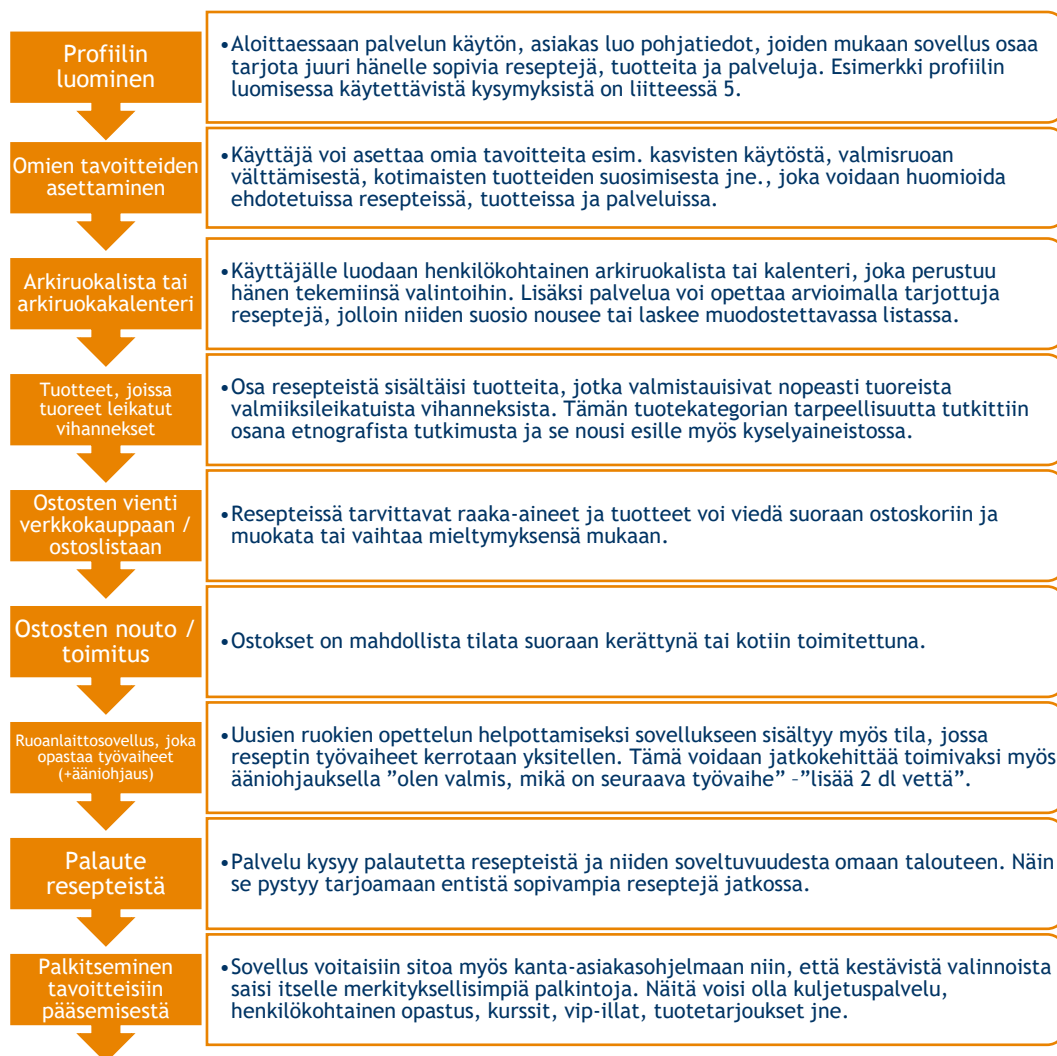 Profiilin
luominen
•Aloittaessaan palvelun käytön, asiakas luo pohjatiedot, joiden mukaan sovellus osaa
tarjota juuri hänelle sopivia reseptejä, tuotteita ja palveluja. Esimerkki profiilin
luomisessa käytettävistä kysymyksistä on liitteessä 5.
Omien tavoitteiden
asettaminen
•Käyttäjä voi asettaa omia tavoitteita esim. kasvisten käytöstä, valmisruoan
välttämisestä, kotimaisten tuotteiden suosimisesta jne., joka voidaan huomioida
ehdotetuissa resepteissä, tuotteissa ja palveluissa.
Arkiruokalista tai
arkiruokakalenteri
•Käyttäjälle luodaan henkilökohtainen arkiruokalista tai kalenteri, joka perustuu
hänen tekemiinsä valintoihin. Lisäksi palvelua voi opettaa arvioimalla tarjottuja
reseptejä, jolloin niiden suosio nousee tai laskee muodostettavassa listassa.
Tuotteet, joissa
tuoreet leikatut
vihannekset
•Osa resepteistä sisältäisi tuotteita, jotka valmistauisivat nopeasti tuoreista
valmiiksileikatuista vihanneksista. Tämän tuotekategorian tarpeellisuutta tutkittiin
osana etnografista tutkimusta ja se nousi esille myös kyselyaineistossa.
Ostosten vienti
verkkokauppaan /
ostoslistaan
•Resepteissä tarvittavat raaka-aineet ja tuotteet voi viedä suoraan ostoskoriin ja
muokata tai vaihtaa mieltymyksensä mukaan.
Ostosten nouto /
toimitus
•Ostokset on mahdollista tilata suoraan kerättynä tai kotiin toimitettuna.
Ruoanlaittosovellus, joka
opastaa työvaiheet
(+ääniohjaus)
•Uusien ruokien opettelun helpottamiseksi sovellukseen sisältyy myös tila, jossa
reseptin työvaiheet kerrotaan yksitellen. Tämä voidaan jatkokehittää toimivaksi myös
ääniohjauksella ”olen valmis, mikä on seuraava työvaihe” –”lisää 2 dl vettä”.
Palaute
resepteistä
•Palvelu kysyy palautetta resepteistä ja niiden soveltuvuudesta omaan talouteen. Näin
se pystyy tarjoamaan entistä sopivampia reseptejä jatkossa.
Palkitseminen
tavoitteisiin
pääsemisestä
•Sovellus voitaisiin sitoa myös kanta-asiakasohjelmaan niin, että kestävistä valinnoista
saisi itselle merkityksellisimpiä palkintoja. Näitä voisi olla kuljetuspalvelu,
henkilökohtainen opastus, kurssit, vip-illat, tuotetarjoukset jne.